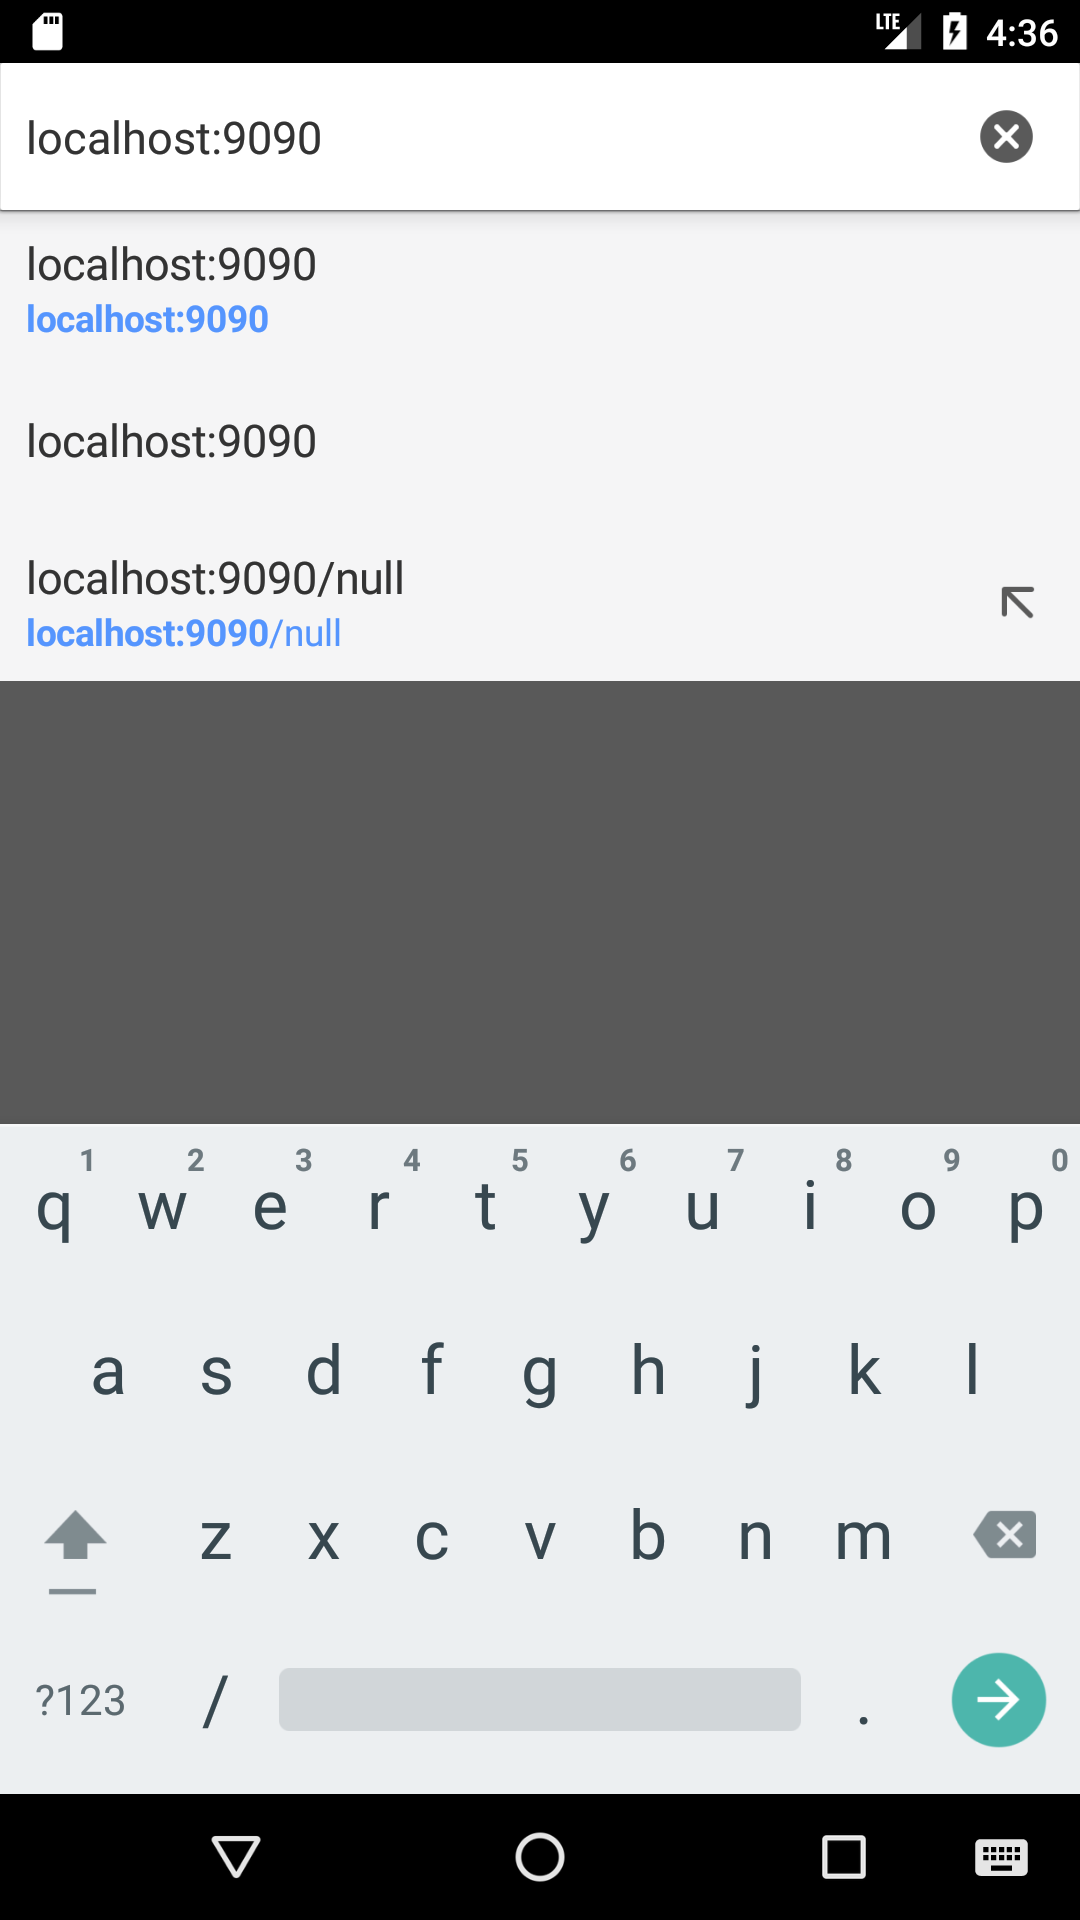 LTE 4:36
localhost:9090
localhost:9090
localhost:9090
localhost:9090
localhost:9090/null
localhost:9090/null
1 2 3 4 5 6 7 8 9 0
q w e r t y u i o p
a s d f g h j k l
z x c v b n m
?123 / .